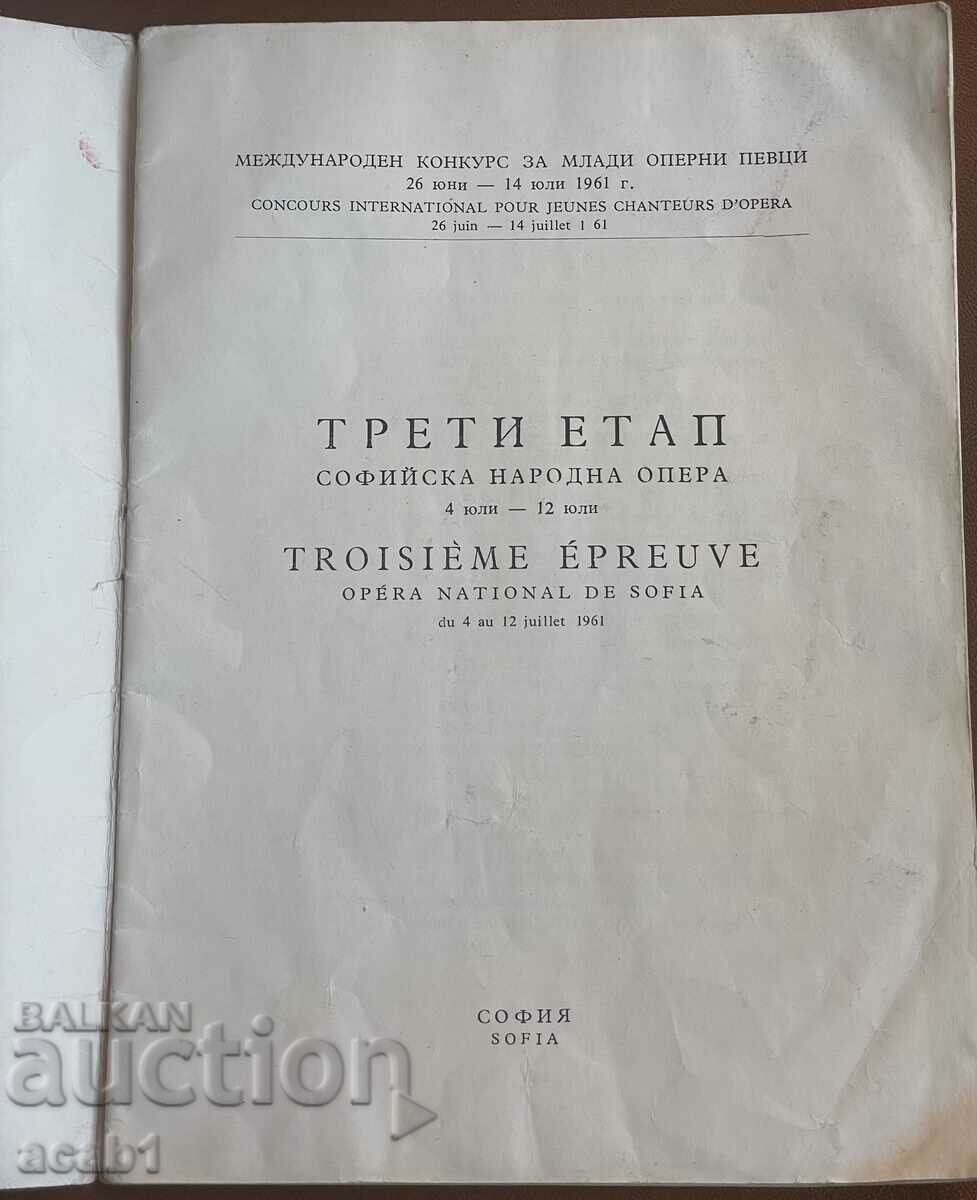 МЕЖДУНАРОДЕН КОНКУРС ЗА МЛАДИ ОПЕРНИ ПЕВЦИ
26 юни — 14 юли 1961 г.
CONCOURS INTERNATIONAL POUR JEUNES CHANTEURS D'OPERA
26 juin — 14 juillet 1 61
ТРЕТИ ЕТАП
СОФИЙСКА НАРОДНА ОПЕРА
4 юли — 12 юли
TROISIÈME ÉPREUVE
OPÉRA NATIONAL DE SOFIA
du 4 au 12 juillet 1961
СОФИЯ
SOFIA
BALKAN
auction
acab1